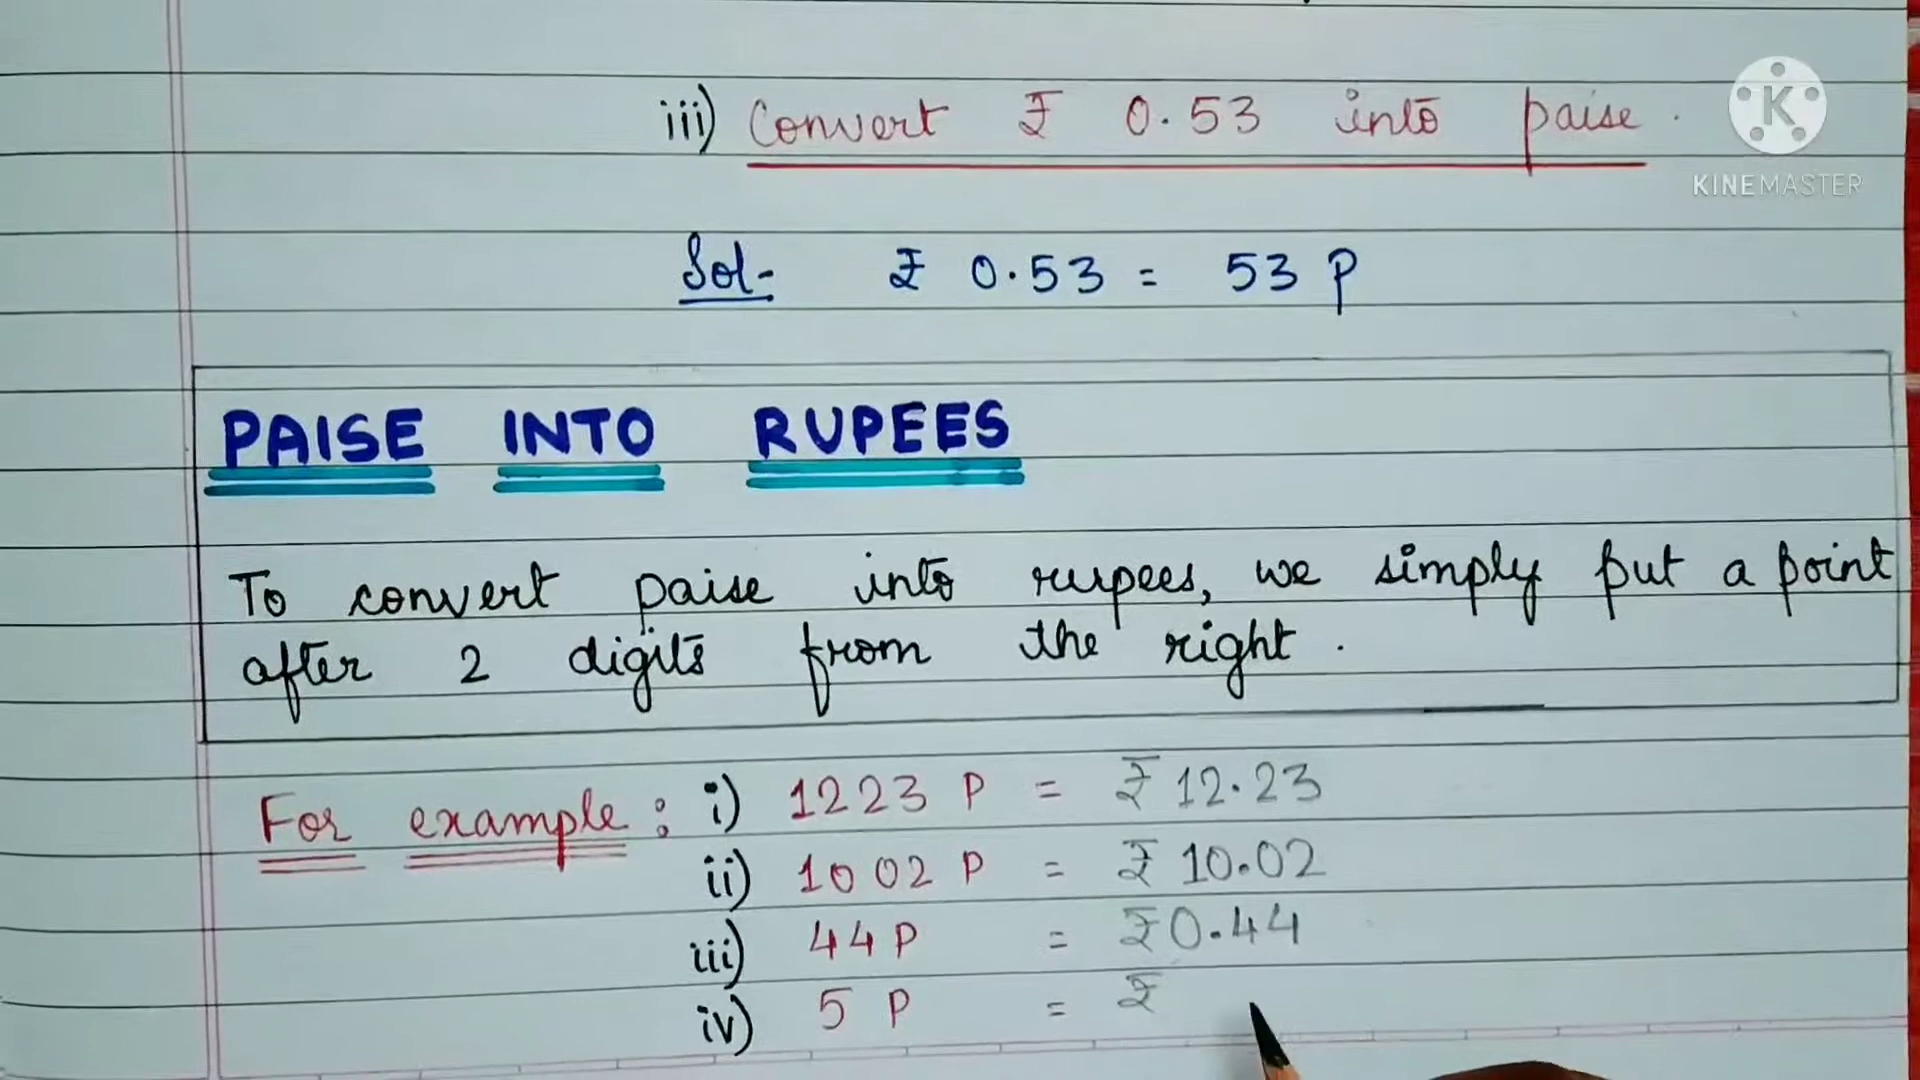 iii) Convert ₹ 0.53 into paise.
KINEMASTER
Sol- ₹ 0.53 = 53 P
PAISE INTO RUPEES
To convert paise into rupees, we simply put a point
after 2 digits from the right.
For example : i) 1223 P = ₹ 12.23
ii) 1002 P = ₹ 10.02
iii) 44P = ₹0.44
iv) 5 P = ₹